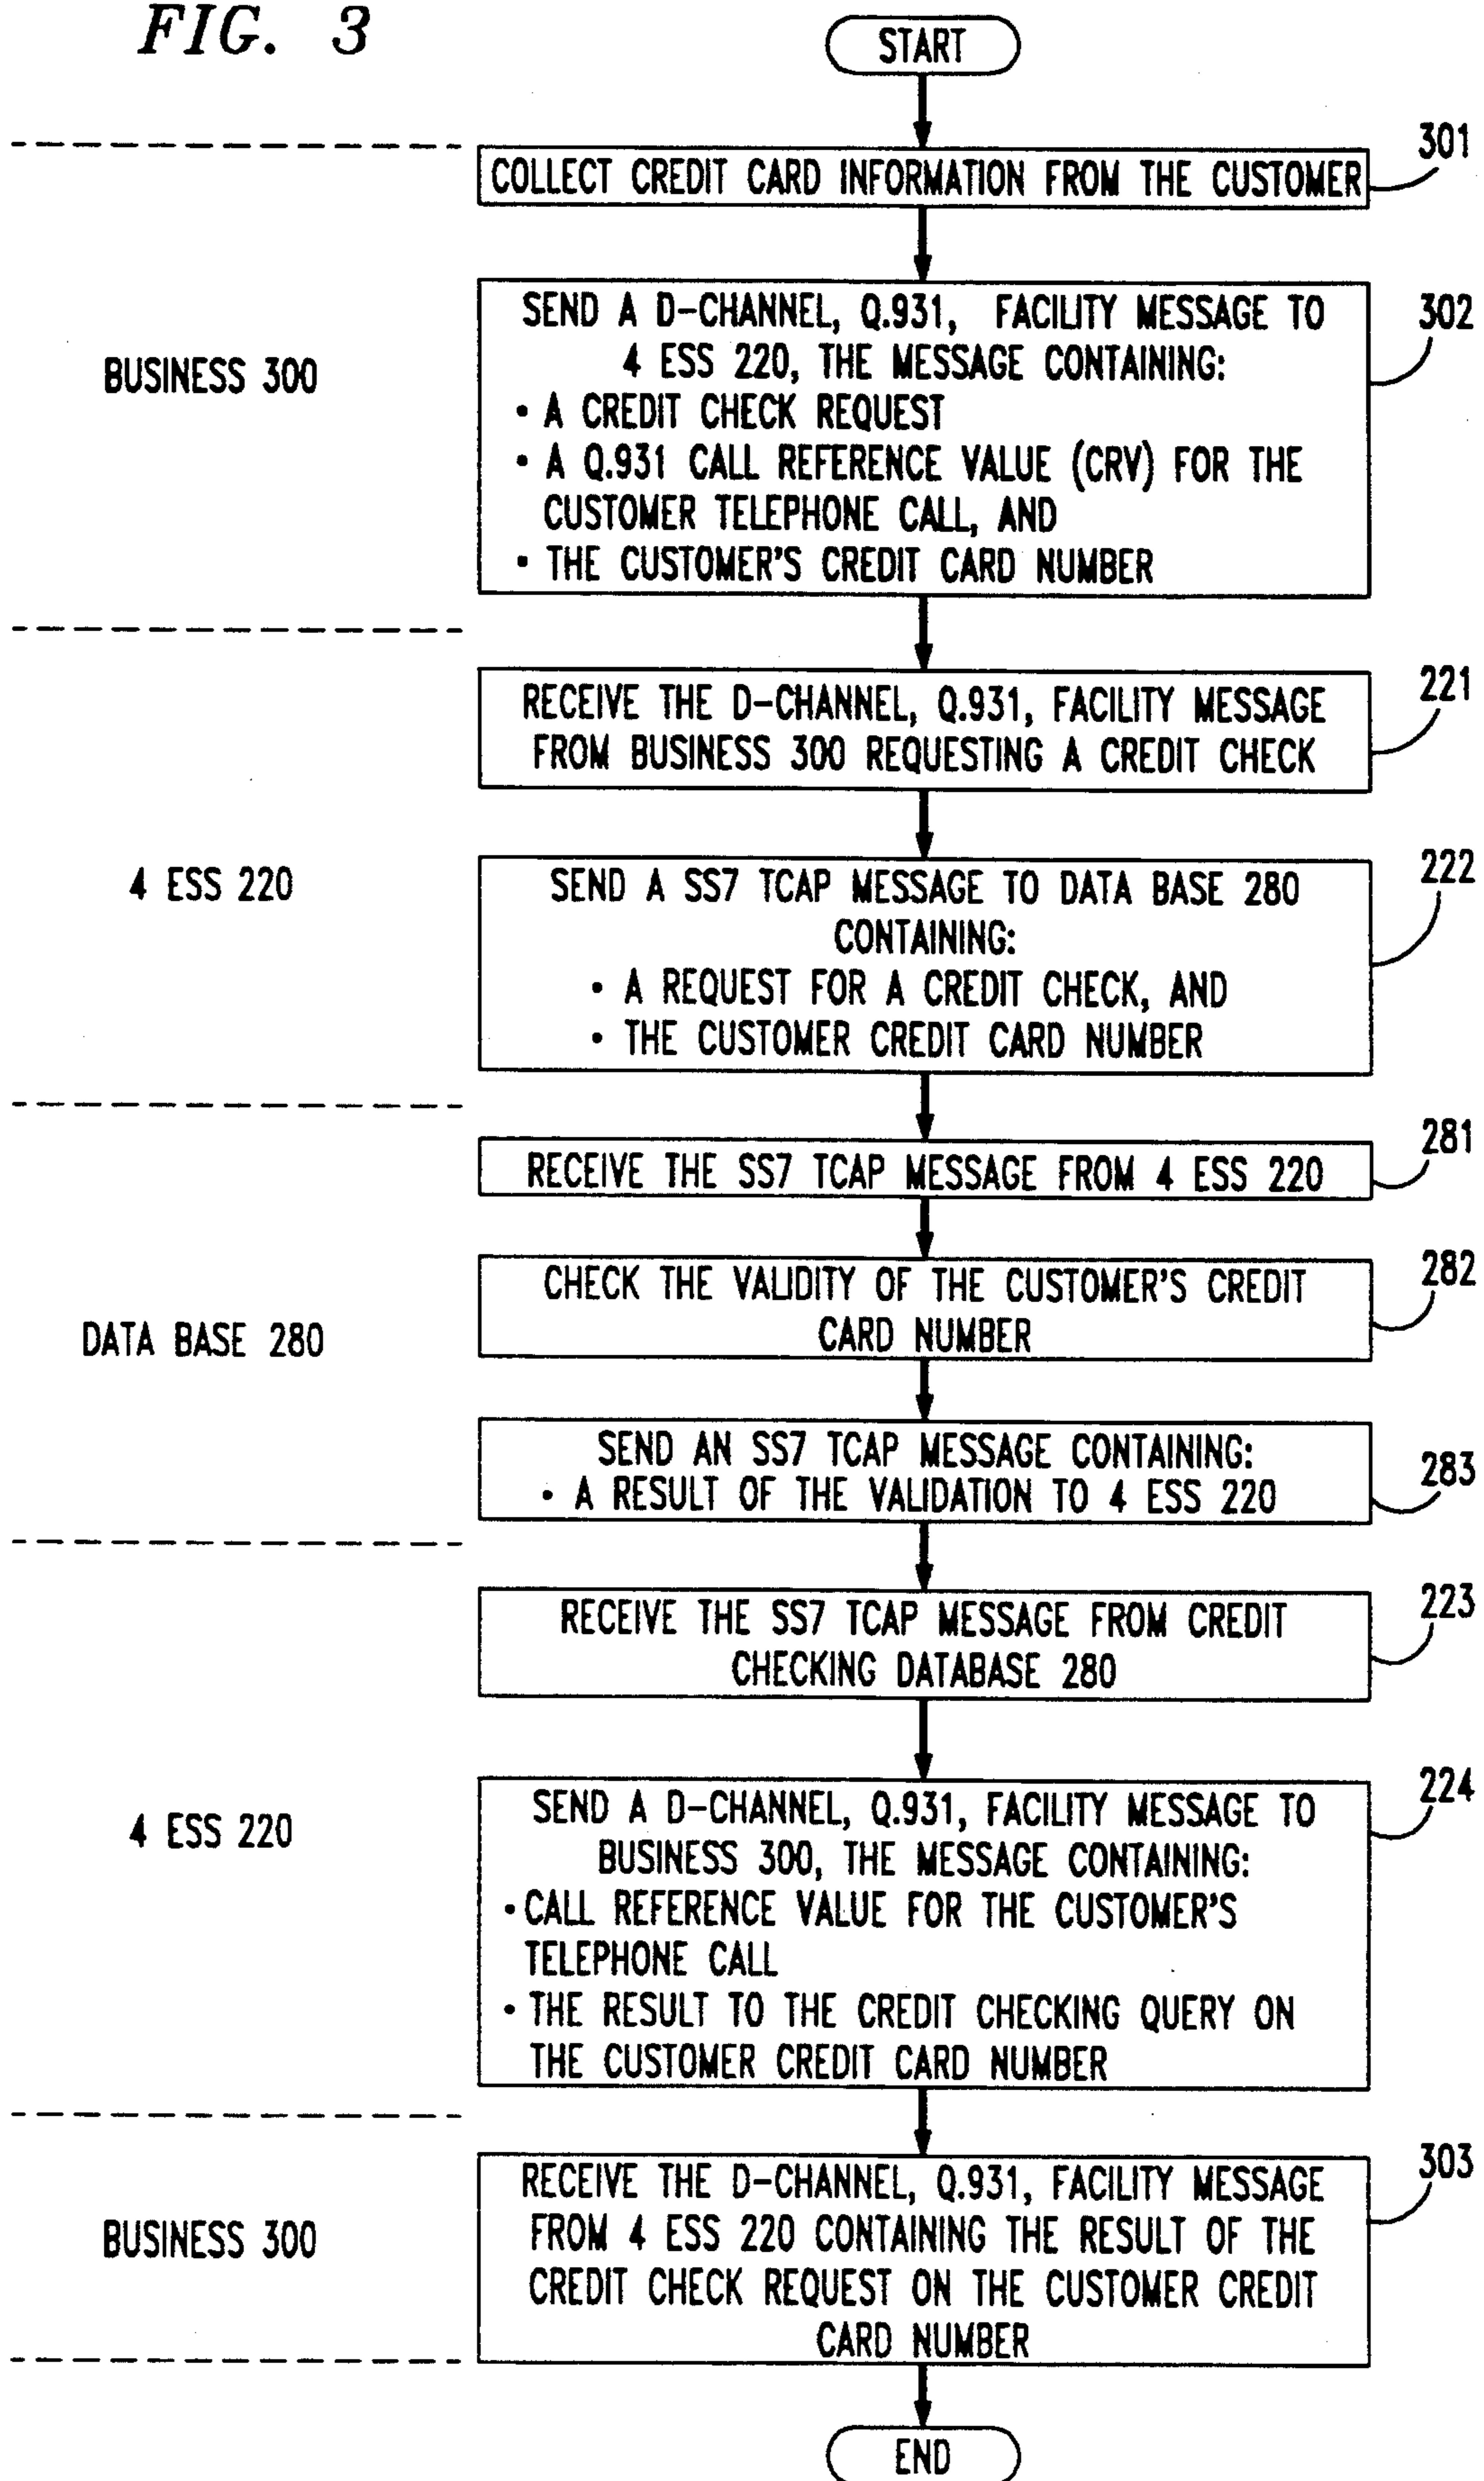 FIG. 3
START
301
COLLECT CREDIT CARD INFORMATION FROM THE CUSTOMER
302
SEND A D-CHANNEL, Q.931, FACILITY MESSAGE TO
4 ESS 220, THE MESSAGE CONTAINING:
BUSINESS 300
• A CREDIT CHECK REQUEST
• A Q.931 CALL REFERENCE VALUE (CRV) FOR THE
CUSTOMER TELEPHONE CALL, AND
• THE CUSTOMER'S CREDIT CARD NUMBER
221
RECEIVE THE D-CHANNEL, Q.931, FACILITY MESSAGE
FROM BUSINESS 300 REQUESTING A CREDIT CHECK
222
4 ESS 220
SEND A SS7 TCAP MESSAGE TO DATA BASE 280
CONTAINING:
• A REQUEST FOR A CREDIT CHECK, AND
• THE CUSTOMER CREDIT CARD NUMBER
281
RECEIVE THE SS7 TCAP MESSAGE FROM 4 ESS 220
282
CHECK THE VALIDITY OF THE CUSTOMER'S CREDIT
CARD NUMBER
DATA BASE 280
283
SEND AN SS7 TCAP MESSAGE CONTAINING:
• A RESULT OF THE VALIDATION TO 4 ESS 220
223
RECEIVE THE SS7 TCAP MESSAGE FROM CREDIT
CHECKING DATABASE 280
224
SEND A D-CHANNEL, Q.931, FACILITY MESSAGE TO
4 ESS 220
BUSINESS 300, THE MESSAGE CONTAINING:
• CALL REFERENCE VALUE FOR THE CUSTOMER'S
TELEPHONE CALL
• THE RESULT TO THE CREDIT CHECKING QUERY ON
THE CUSTOMER CREDIT CARD NUMBER
303
RECEIVE THE D-CHANNEL, Q.931, FACILITY MESSAGE
BUSINESS 300
FROM 4 ESS 220 CONTAINING THE RESULT OF THE
CREDIT CHECK REQUEST ON THE CUSTOMER CREDIT
CARD NUMBER
END